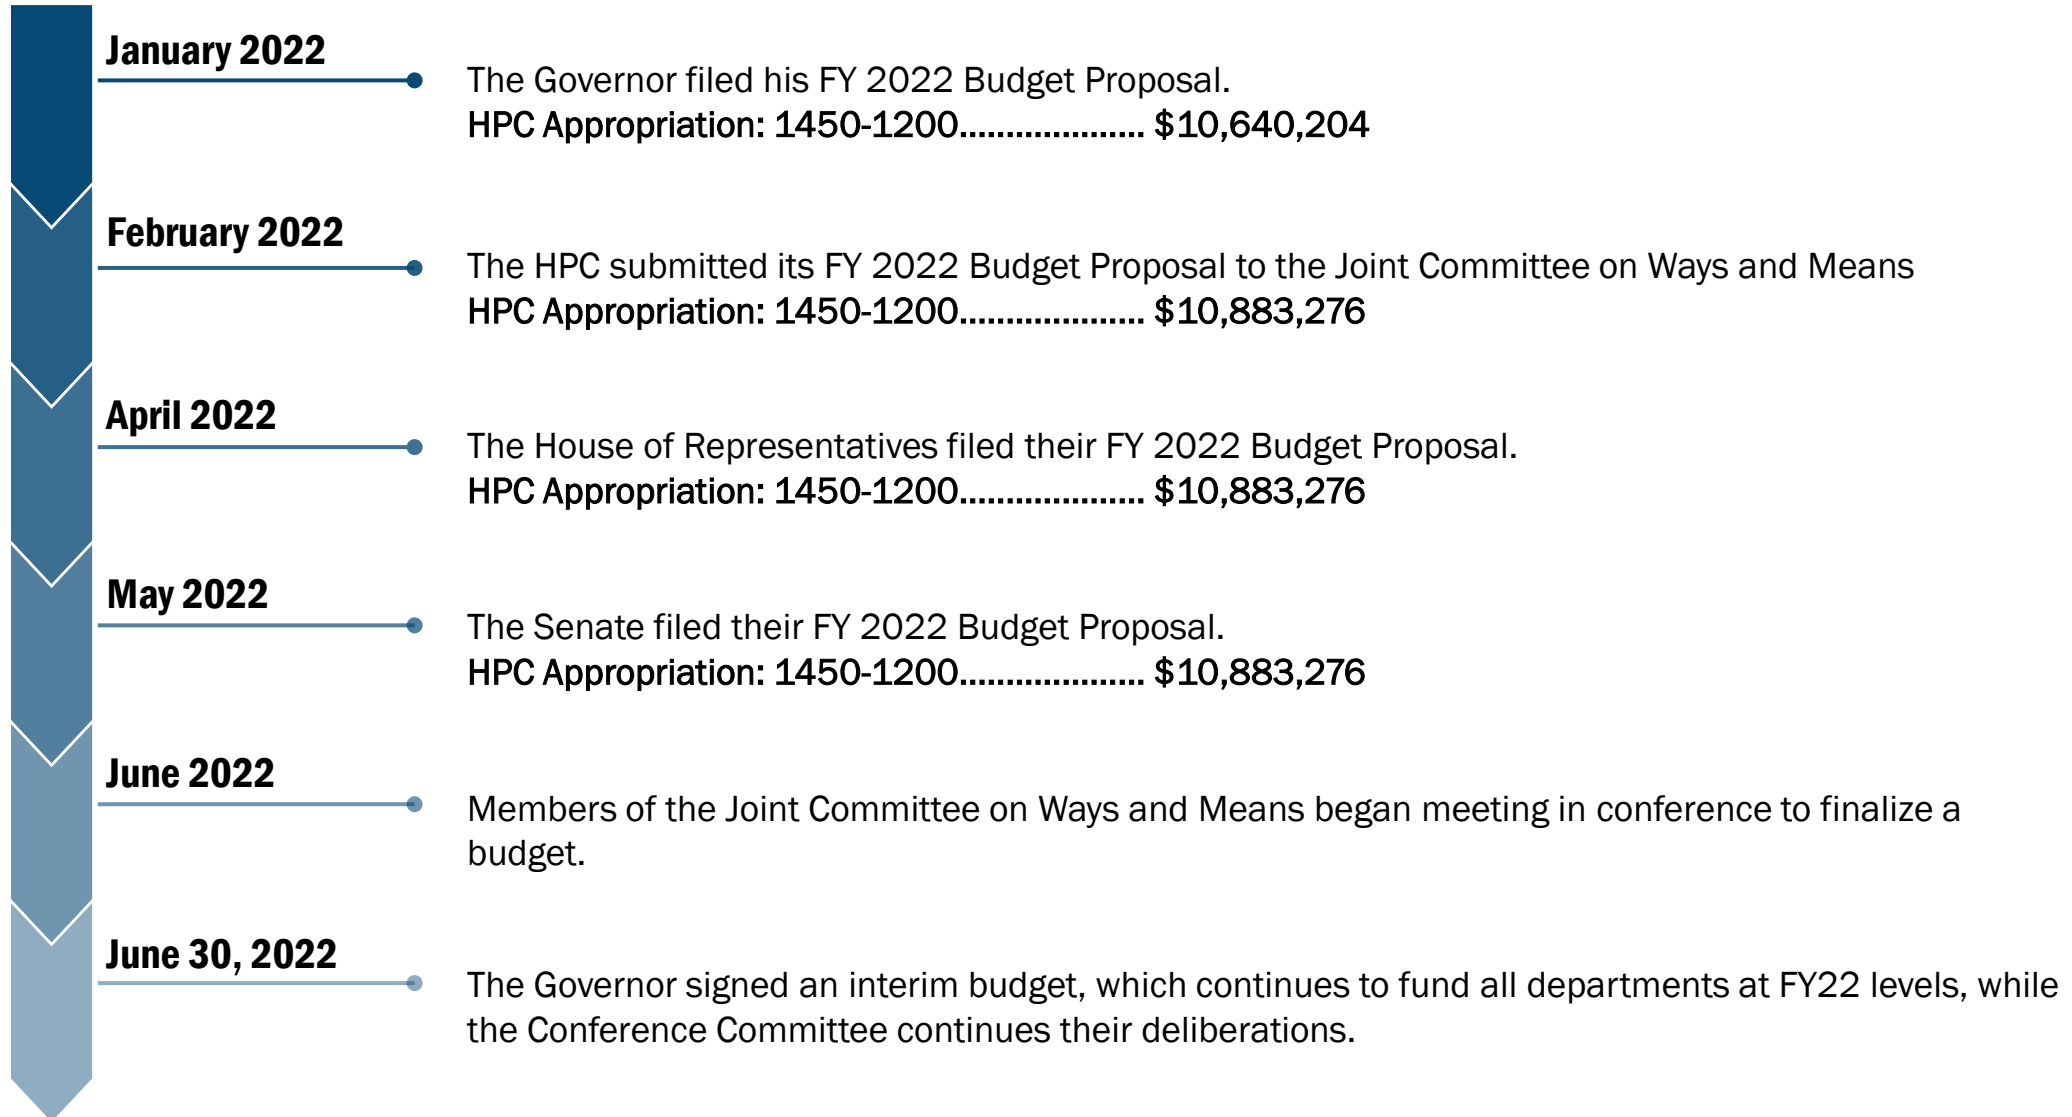 January 2022
The Governor filed his FY 2022 Budget Proposal.
HPC Appropriation: 1450-1200.................... $10,640,204
February 2022
The HPC submitted its FY 2022 Budget Proposal to the Joint Committee on Ways and Means
HPC Appropriation: 1450-1200.................... $10,883,276
April 2022
The House of Representatives filed their FY 2022 Budget Proposal.
HPC Appropriation: 1450-1200.................... $10,883,276
May 2022
The Senate filed their FY 2022 Budget Proposal.
HPC Appropriation: 1450-1200.................... $10,883,276
June 2022
Members of the Joint Committee on Ways and Means began meeting in conference to finalize a
budget.
June 30, 2022
The Governor signed an interim budget, which continues to fund all departments at FY22 levels, while
the Conference Committee continues their deliberations.